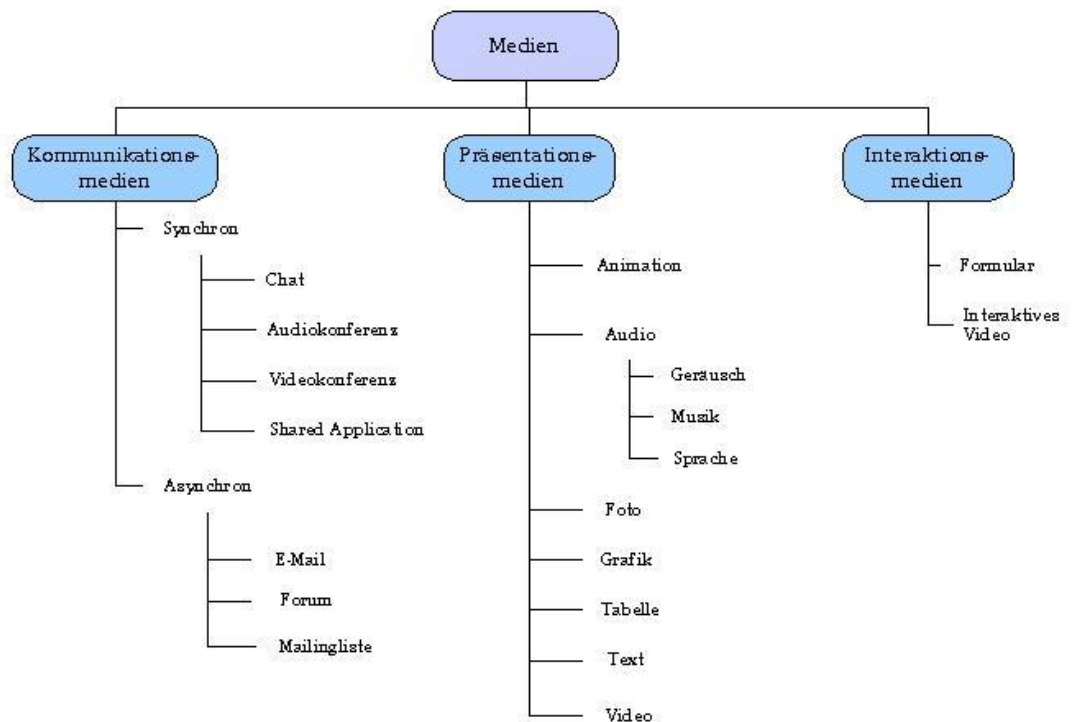 Medien
Kommunikations-
medien
Synchron
Chat
Audiokonferenz
Videokonferenz
Shared Application
Asynchron
E-Mail
Forum
Mailingliste
Präsentations-
medien
Animation
Audio
Geräusch
Musik
Sprache
Foto
Grafik
Tabelle
Text
Video
Interaktions-
medien
Formular
Interaktives
Video